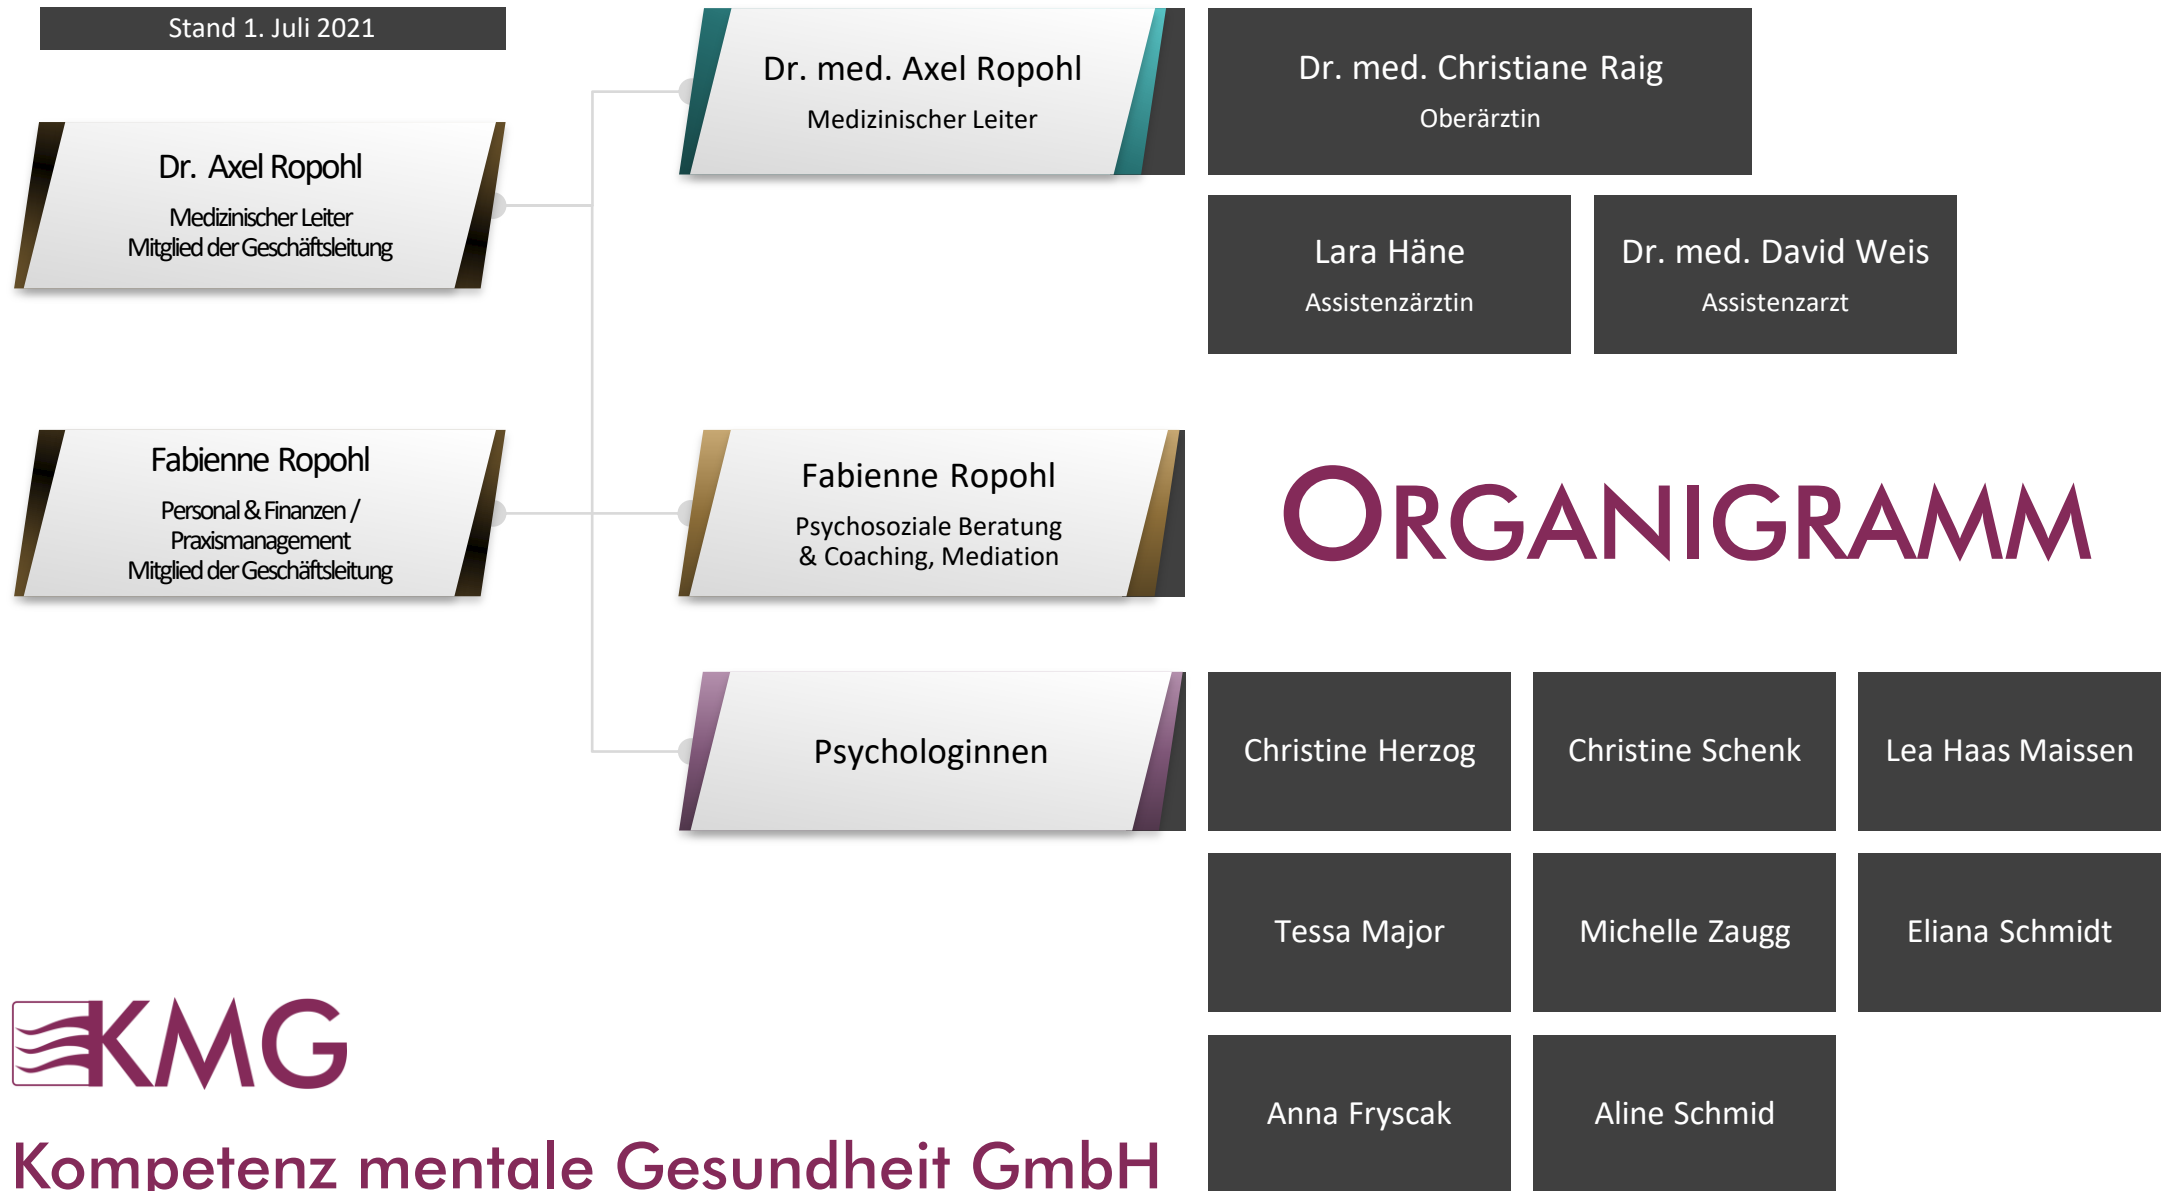 Stand 1. Juli 2021
Dr. Axel Ropohl
Medizinischer Leiter
Mitglied der Geschäftsleitung
Fabienne Ropohl
Personal & Finanzen /
Praxismanagement
Mitglied der Geschäftsleitung
Dr. med. Axel Ropohl
Medizinischer Leiter
Dr. med. Christiane Raig
Oberärztin
Lara Häne
Assistenzärztin
Dr. med. David Weis
Assistenzarzt
Fabienne Ropohl
Psychosoziale Beratung
& Coaching, Mediation
ORGANIGRAMM
Psychologinnen
Christine Herzog
Christine Schenk
Lea Haas Maissen
Tessa Major
Michelle Zaugg
Eliana Schmidt
Anna Fryscak
Aline Schmid
KMG
Kompetenz mentale Gesundheit GmbH